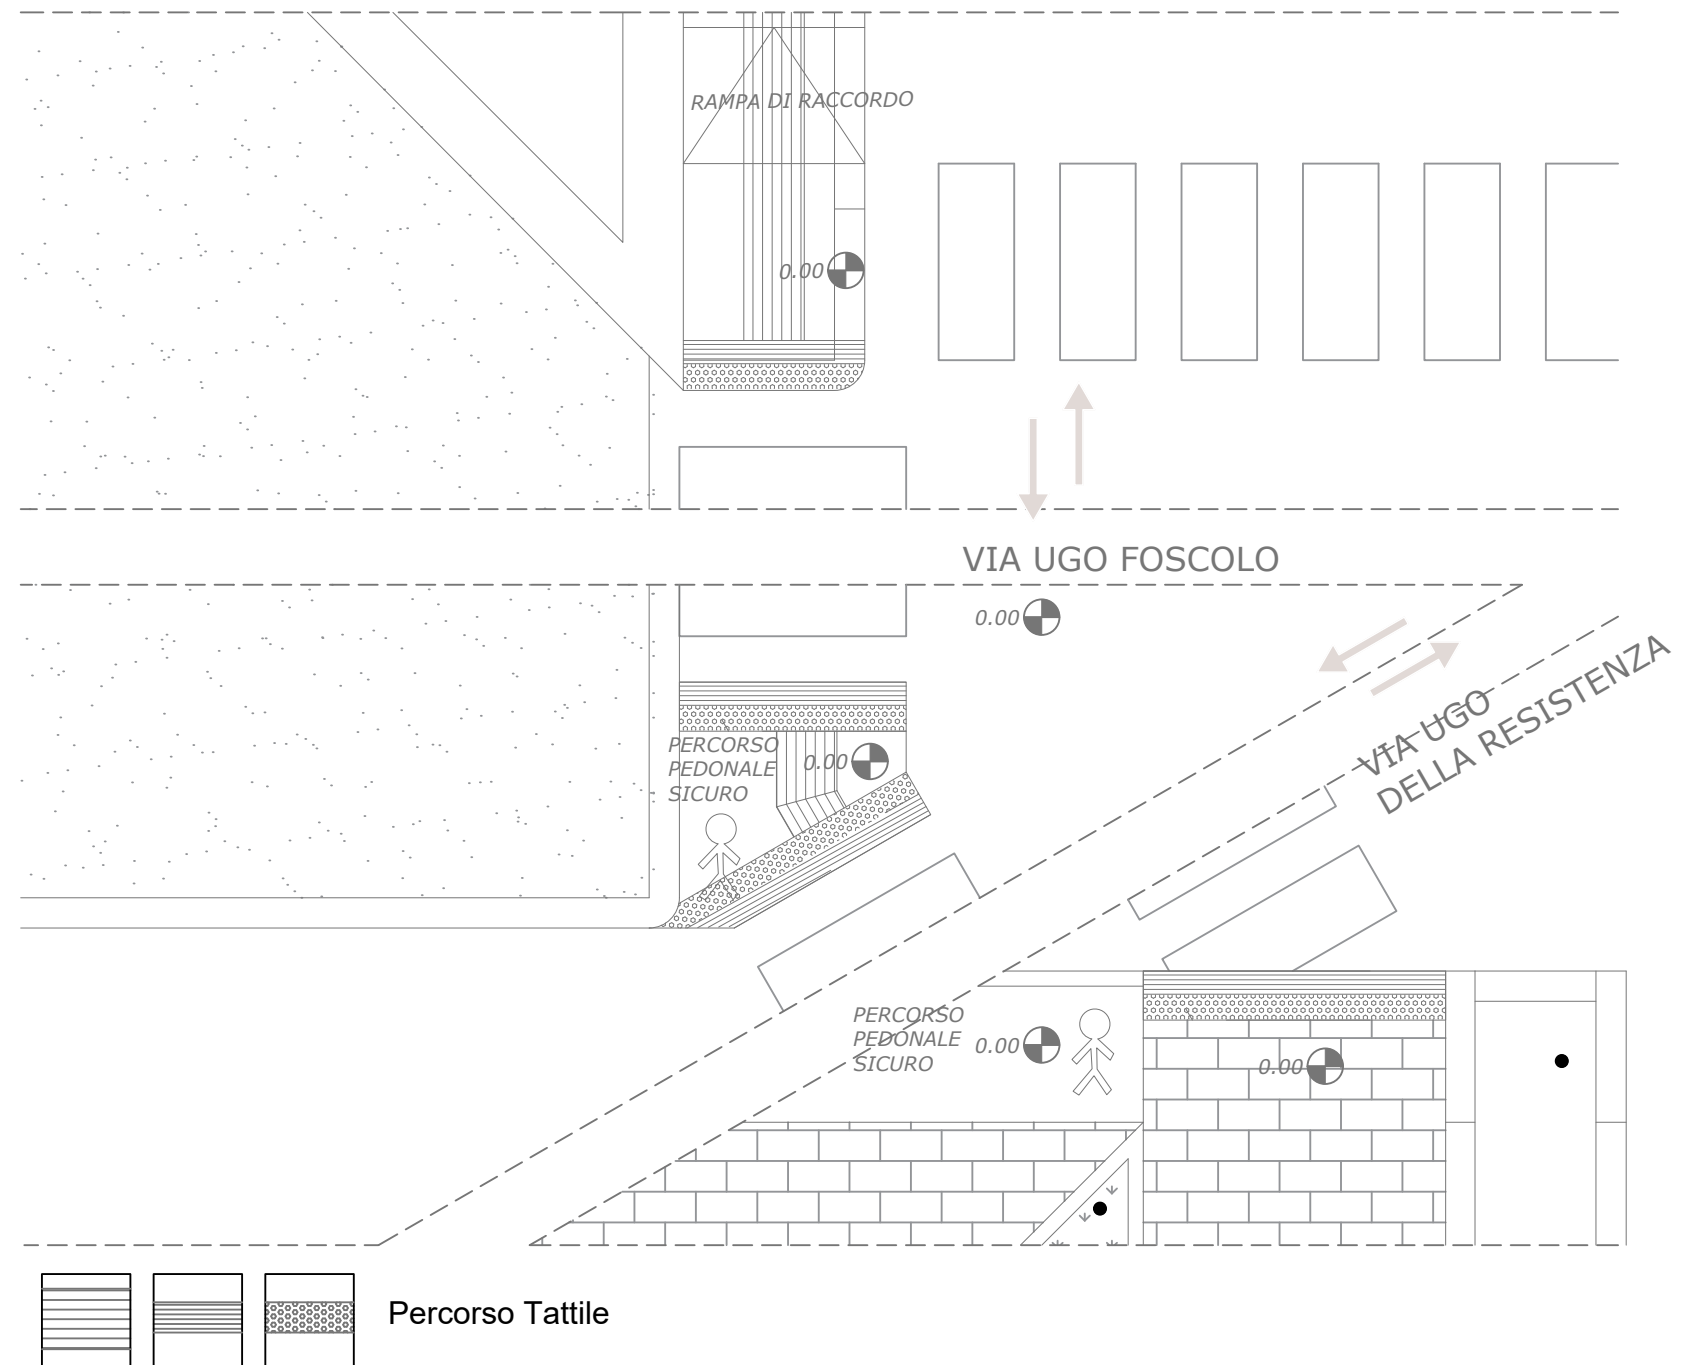 RAMPA DI RACCORDO
0.00
VIA UGO FOSCOLO
0.00
VIA UGO
DELLA RESISTENZA
PERCORSO
PEDONALE
SICURO
0.00
PERCORSO
PEDONALE
SICURO
0.00
0.00
Percorso Tattile